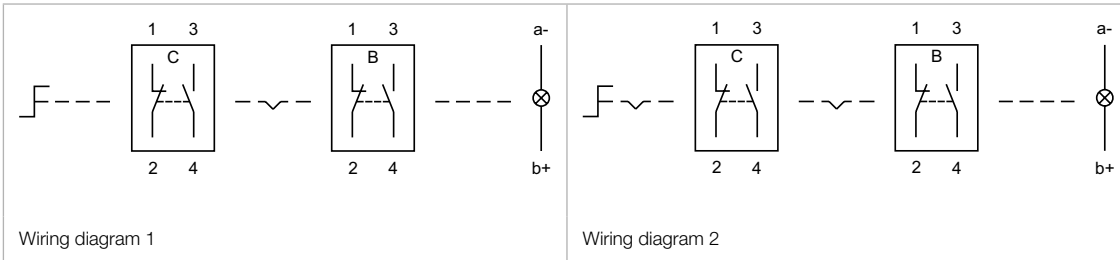 1 3 1 3 a-
C B
2 4 2 4 b+
Wiring diagram 1
1 3 1 3 a-
C B
2 4 2 4 b+
Wiring diagram 2